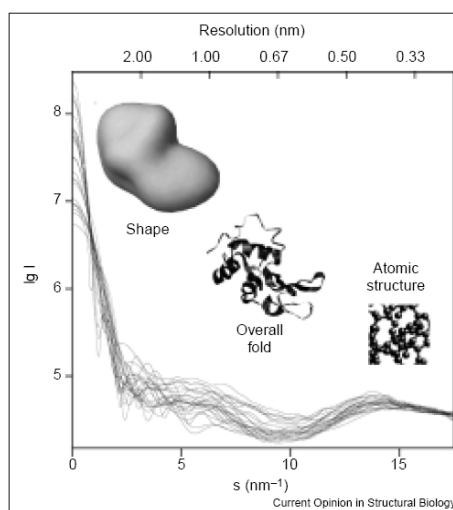 Resolution (nm)
2.00 1.00 0.67 0.50 0.33
8
7
6
5
lg I
Shape
Overall
fold
Atomic
structure
0 5 10 15
s (nm⁻¹)
Current Opinion in Structural Biology